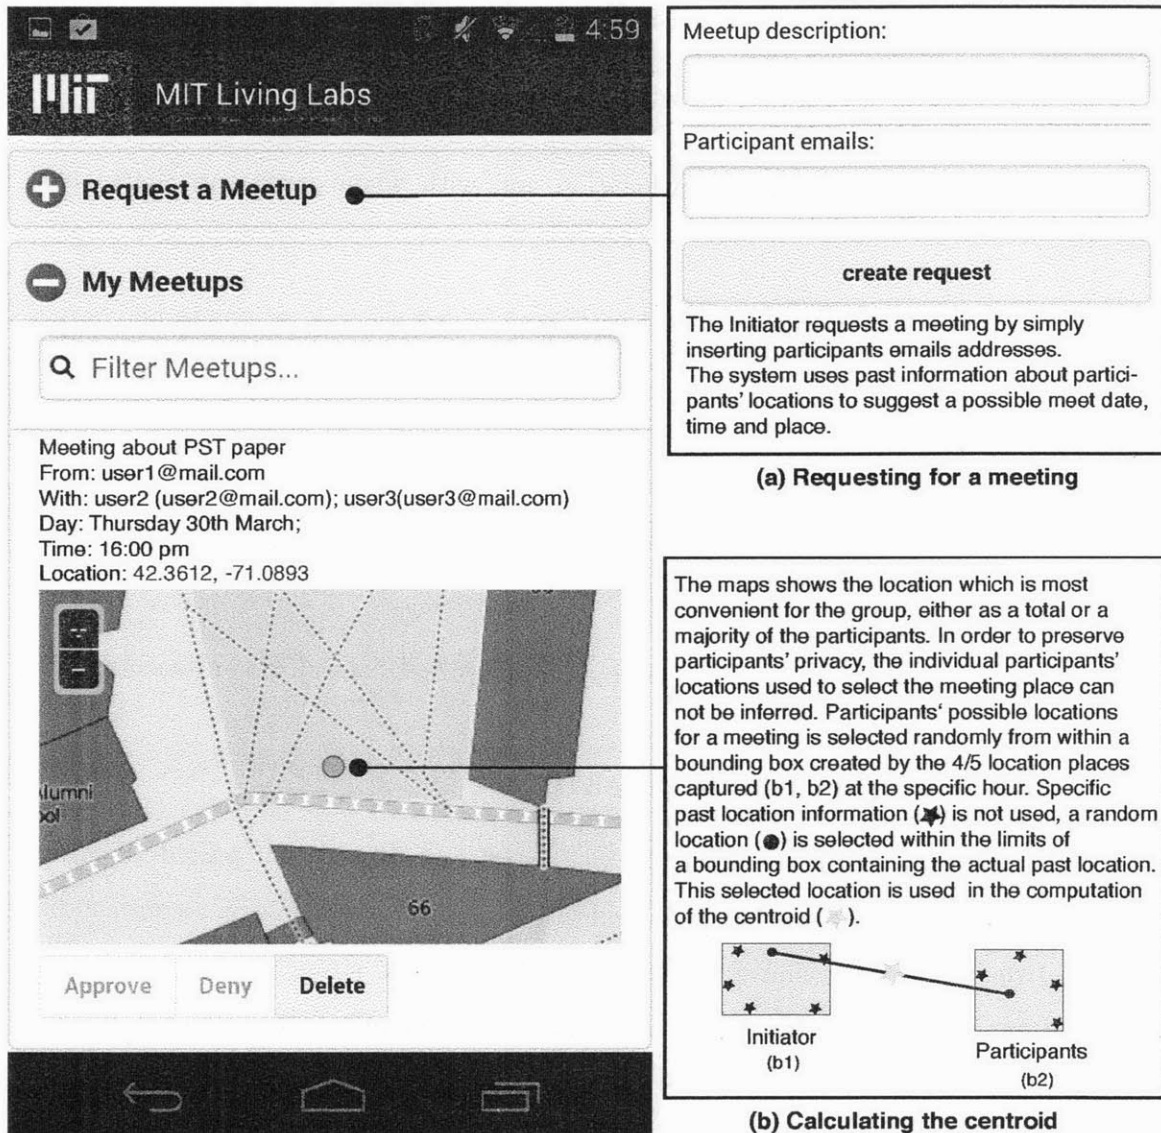 4:59
MIT Living Labs
Request a Meetup
My Meetups
Filter Meetups...
Meeting about PST paper
From: user1@mail.com
With: user2 (user2@mail.com); user3(user3@mail.com)
Day: Thursday 30th March;
Time: 16:00 pm
Location: 42.3612, -71.0893
66
Approve Deny Delete
Meetup description:
Participant emails:
create request
The Initiator requests a meeting by simply
inserting participants emails addresses.
The system uses past information about partici-
pants' locations to suggest a possible meet date,
time and place.
(a) Requesting for a meeting
The maps shows the location which is most
convenient for the group, either as a total or a
majority of the participants. In order to preserve
participants' privacy, the individual participants'
locations used to select the meeting place can
not be inferred. Participants' possible locations
for a meeting is selected randomly from within a
bounding box created by the 4/5 location places
captured (b1, b2) at the specific hour. Specific
past location information (★) is not used, a random
location (●) is selected within the limits of
a bounding box containing the actual past location.
This selected location is used in the computation
of the centroid (★).
Initiator
(b1)
Participants
(b2)
(b) Calculating the centroid